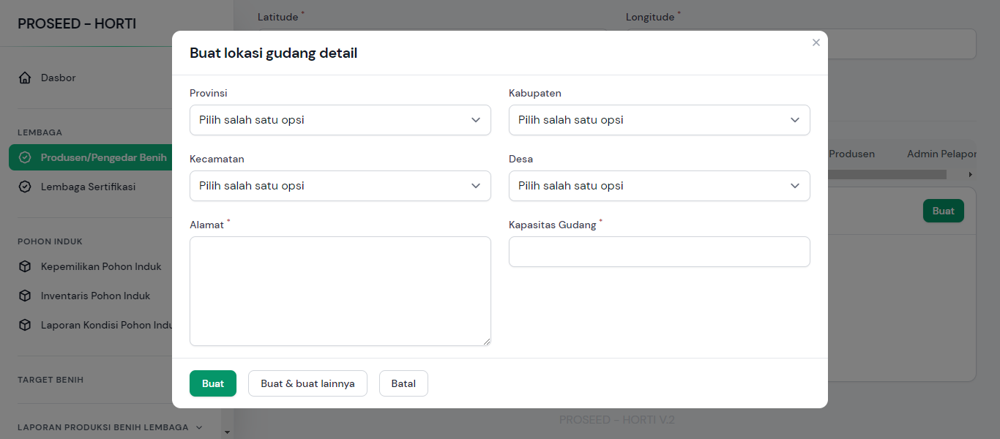 PROSEED - HORTI
Dasbor
LEMBAGA
Produsen/Pengedar Benih
Lembaga Sertifikasi
POHON INDUK
Kepemilikan Pohon Induk
Inventaris Pohon Induk
Laporan Kondisi Pohon Indu
TARGET BENIH
LAPORAN PRODUKSI BENIH LEMBAGA
Latitude *
Longitude *
Produsen
Admin Pelapor
Buat
Buat lokasi gudang detail
Provinsi
Kabupaten
Pilih salah satu opsi
Pilih salah satu opsi
Kecamatan
Desa
Pilih salah satu opsi
Pilih salah satu opsi
Alamat *
Kapasitas Gudang *
Buat
Buat & buat lainnya
Batal
PROSEED - HORTI V.2